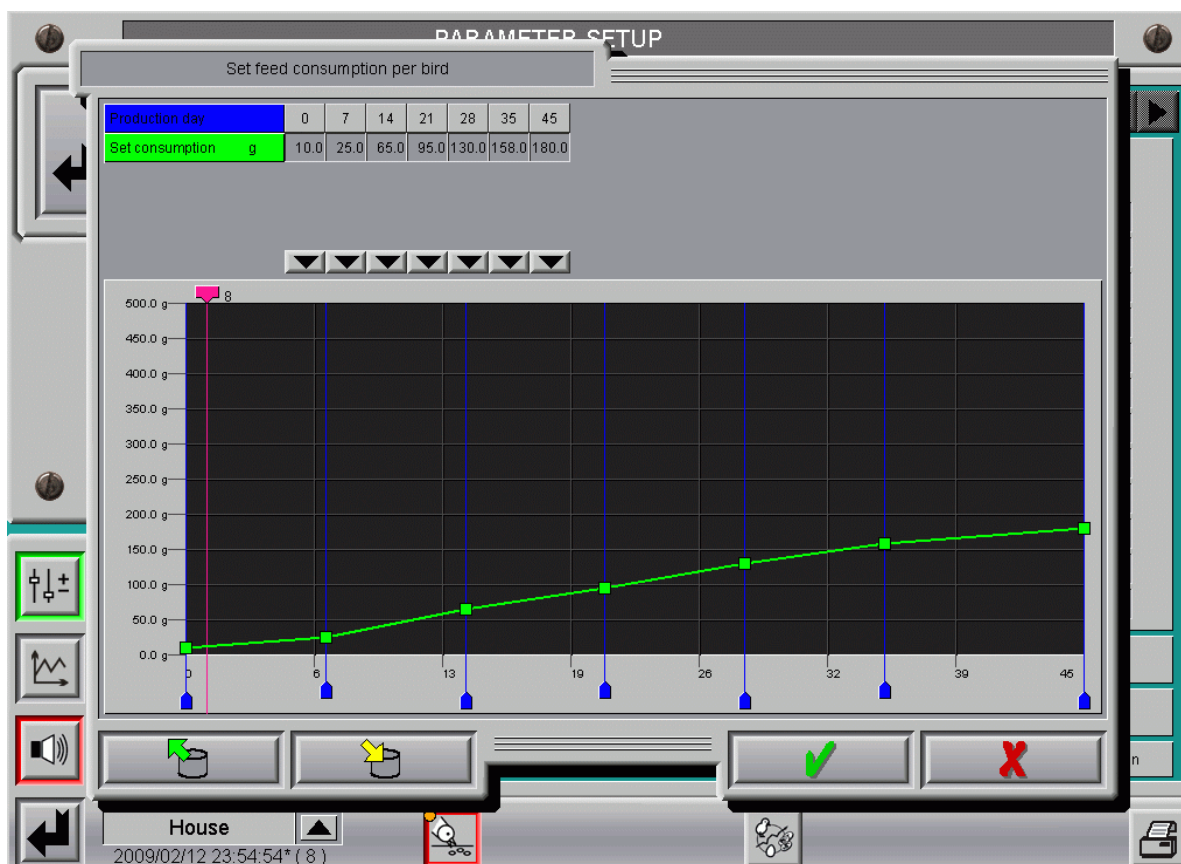 PARAMETER SETUP
Set feed consumption per bird
Production day 0 7 14 21 28 35 45
Set consumption g 10.0 25.0 65.0 95.0 130.0 158.0 180.0
8
500.0 g
450.0 g
400.0 g
350.0 g
300.0 g
250.0 g
200.0 g
150.0 g
100.0 g
50.0 g
0.0 g
0 6 13 19 26 32 39 45
n
House
2009/02/12 23:54:54* ( 8 )